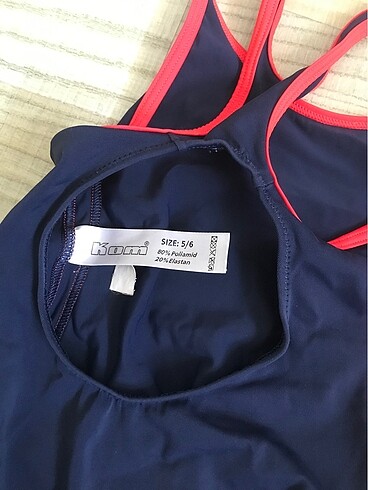 Kom®
SIZE: 5/6
80% Poliamid
20% Elastan